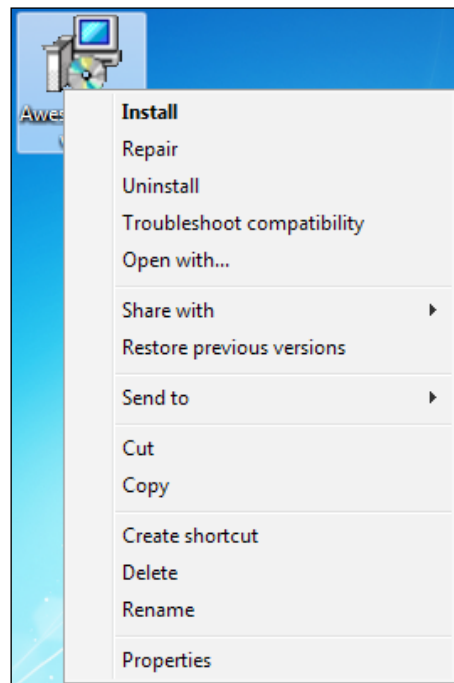 Awes
Install
Repair
Uninstall
Troubleshoot compatibility
Open with...
Share with
Restore previous versions
Send to
Cut
Copy
Create shortcut
Delete
Rename
Properties